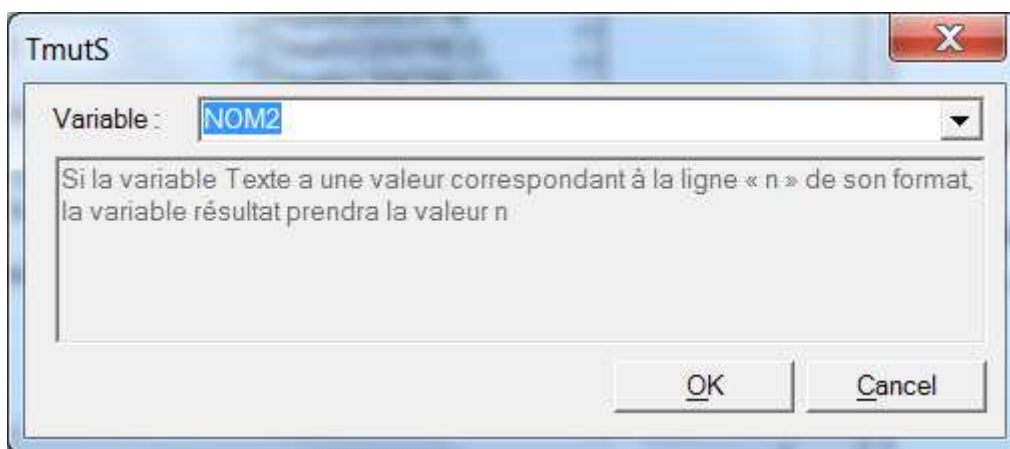 TmutS
Variable : NOM2
Si la variable Texte a une valeur correspondant à la ligne « n » de son format,
la variable résultat prendra la valeur n
OK Cancel